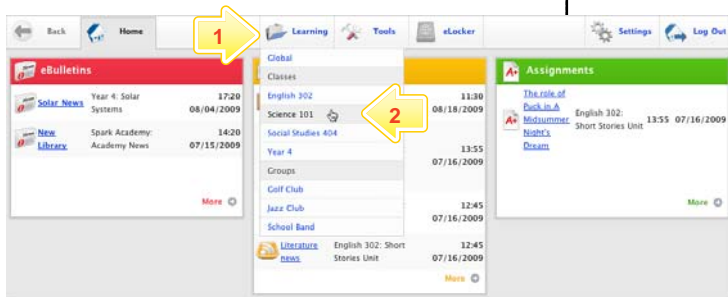 Back
Home
1
Learning
Tools
eLocker
Settings
Log Out
eBulletins
Solar News
Year 4: Solar
Systems
17:20
08/04/2009
New
Library
Spark Academy:
Academy News
14:20
07/15/2009
More
Global
Classes
English 302
Science 101
2
Social Studies 404
Year 4
Groups
Golf Club
Jazz Club
School Band
11:30
08/18/2009
13:55
07/16/2009
12:45
07/16/2009
Literature
news
English 302: Short
Stories Unit
12:45
07/16/2009
More
A+ Assignments
A+
The role of
Puck in A
Midsummer
Night's
Dream
English 302:
Short Stories Unit
13:55 07/16/2009
More